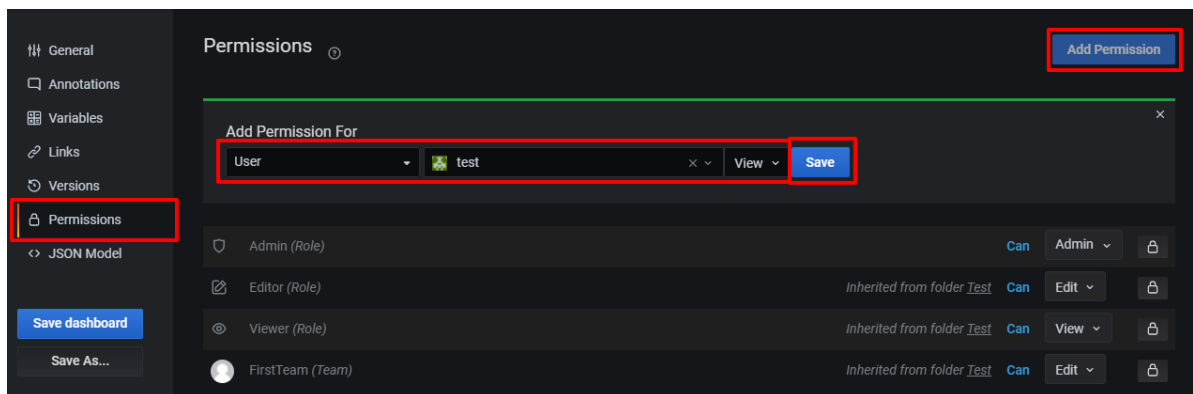 General
Annotations
Variables
Links
Versions
Permissions
JSON Model
Save dashboard
Save As...
Permissions
Add Permission
Add Permission For
User test View Save
Admin (Role) Can Admin
Editor (Role) Inherited from folder Test Can Edit
Viewer (Role) Inherited from folder Test Can View
FirstTeam (Team) Inherited from folder Test Can Edit